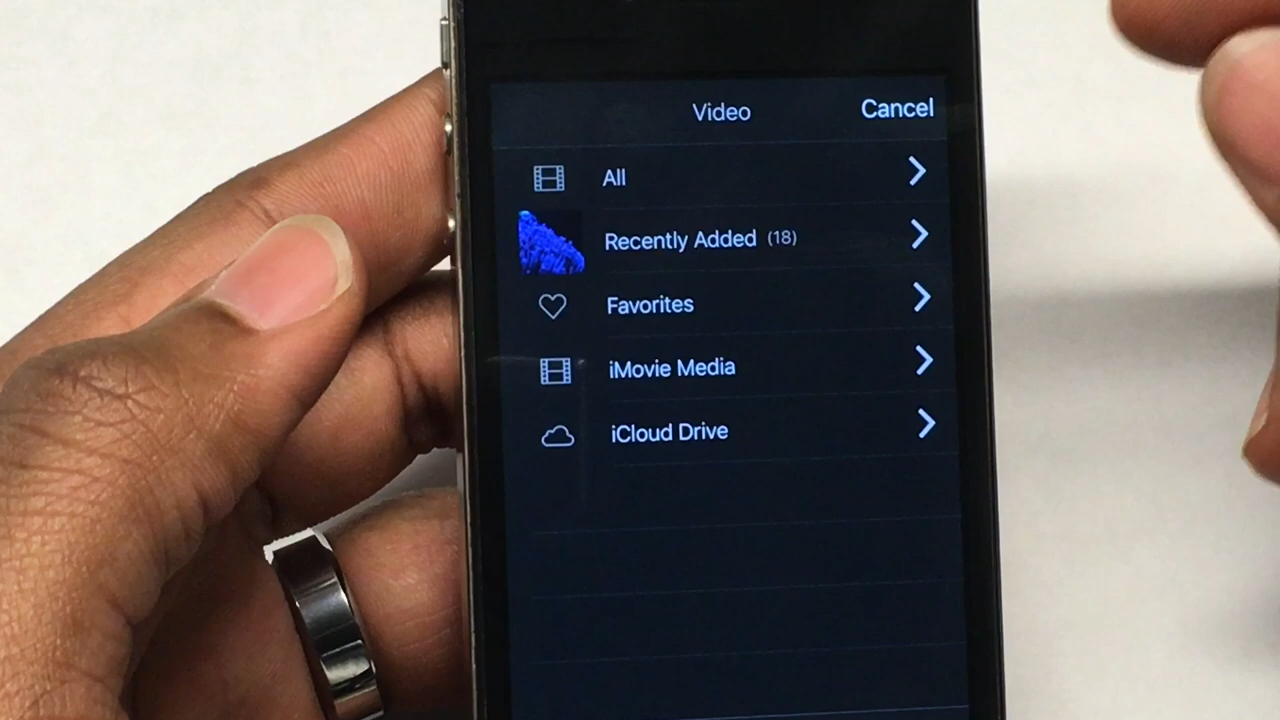 Video Cancel
All
Recently Added (18)
Favorites
iMovie Media
iCloud Drive